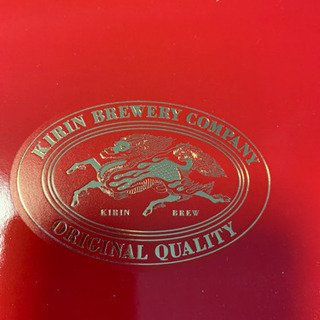 KIRIN BREWERY COMPANY
KIRIN BREW
ORIGINAL QUALITY